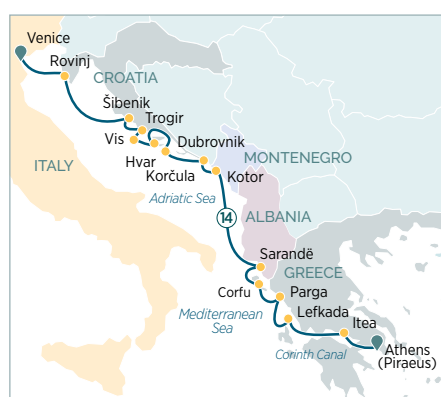 Venice
Rovinj
CROATIA
Šibenik
Trogir
Vis
Dubrovnik
Hvar
MONTENEGRO
ITALY
Korčula
Kotor
Adriatic Sea
14
ALBANIA
Sarandë
GREECE
Corfu
Parga
Mediterranean
Sea
Lefkada
Itea
Corinth Canal
Athens
(Piraeus)